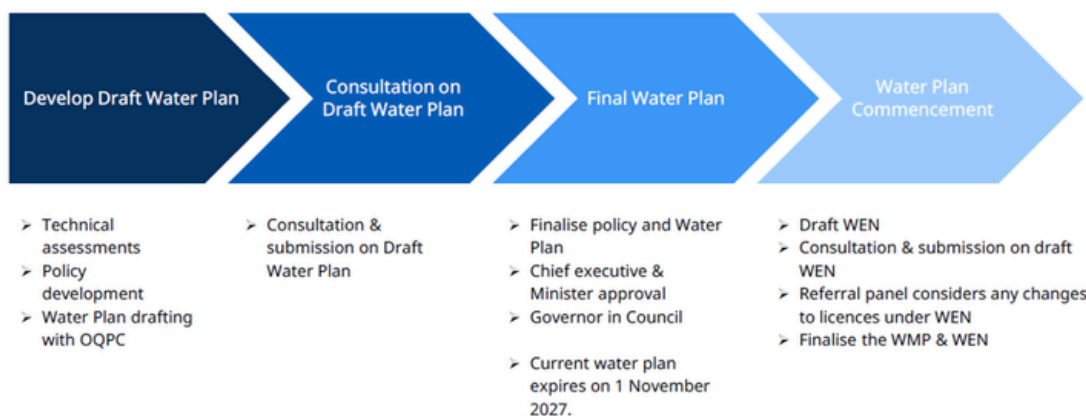 Develop Draft Water Plan
Consultation on
Draft Water Plan
Final Water Plan
Water Plan
Commencement
➢ Technical
assessments
➢ Policy
development
➢ Water Plan drafting
with OQPC
➢ Consultation &
submission on Draft
Water Plan
➢ Finalise policy and Water
Plan
➢ Chief executive &
Minister approval
➢ Governor in Council
➢ Current water plan
expires on 1 November
2027.
➢ Draft WEN
➢ Consultation & submission on draft
WEN
➢ Referral panel considers any changes
to licences under WEN
➢ Finalise the WMP & WEN